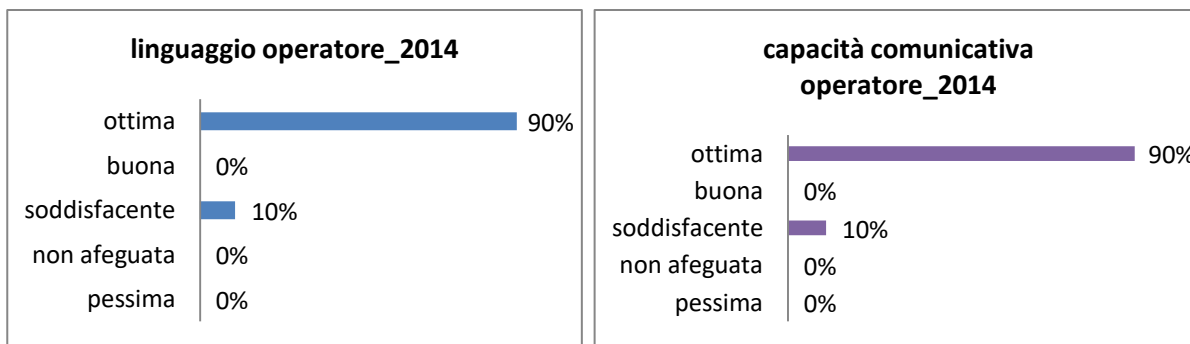 linguaggio operatore_2014
ottima 90%
buona 0%
soddisfacente 10%
non afeguata 0%
pessima 0%
capacità comunicativa
operatore_2014
ottima 90%
buona 0%
soddisfacente 10%
non afeguata 0%
pessima 0%